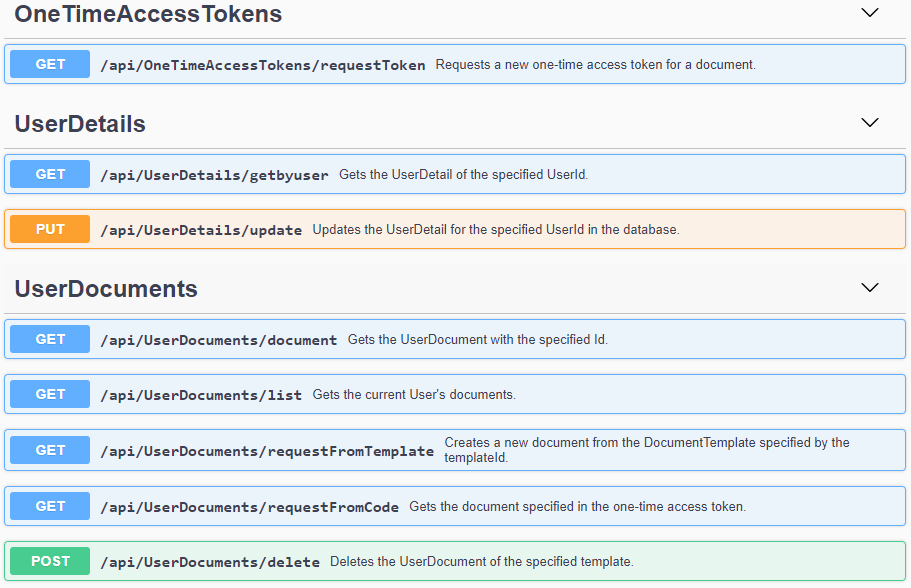 OneTimeAccessTokens
GET /api/OneTimeAccessTokens/requestToken Requests a new one-time access token for a document.
UserDetails
GET /api/UserDetails/getbyuser Gets the UserDetail of the specified UserId.
PUT /api/UserDetails/update Updates the UserDetail for the specified UserId in the database.
UserDocuments
GET /api/UserDocuments/document Gets the UserDocument with the specified Id.
GET /api/UserDocuments/list Gets the current User's documents.
GET /api/UserDocuments/requestFromTemplate Creates a new document from the DocumentTemplate specified by the
templateId.
GET /api/UserDocuments/requestFromCode Gets the document specified in the one-time access token.
POST /api/UserDocuments/delete Deletes the UserDocument of the specified template.